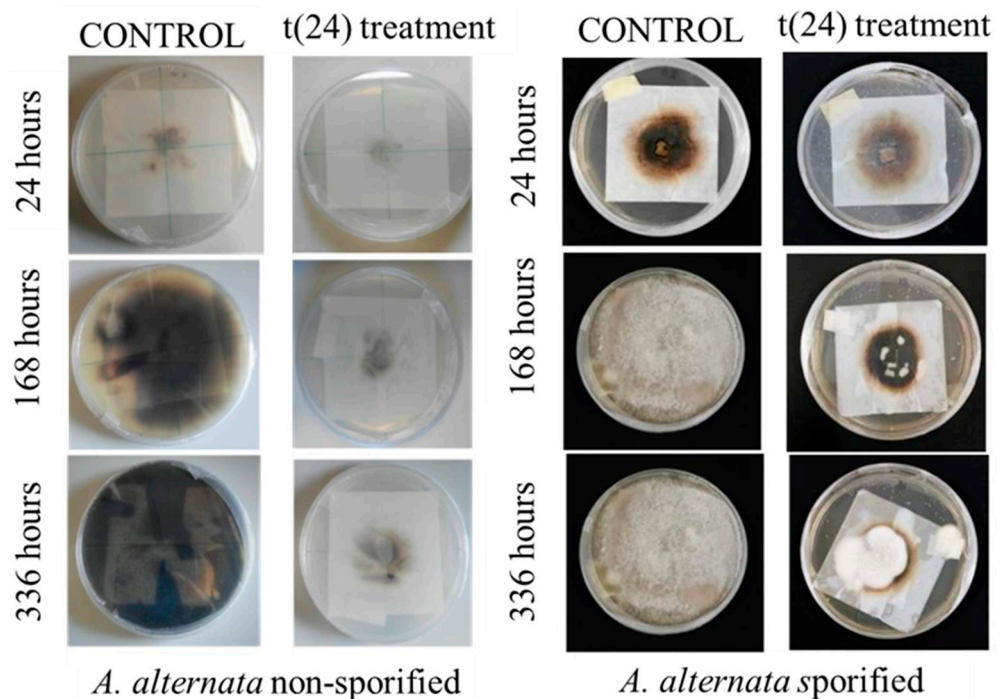 CONTROL t(24) treatment CONTROL t(24) treatment
24 hours 24 hours
168 hours 168 hours
336 hours 336 hours
A. alternata non-sporified A. alternata sporified